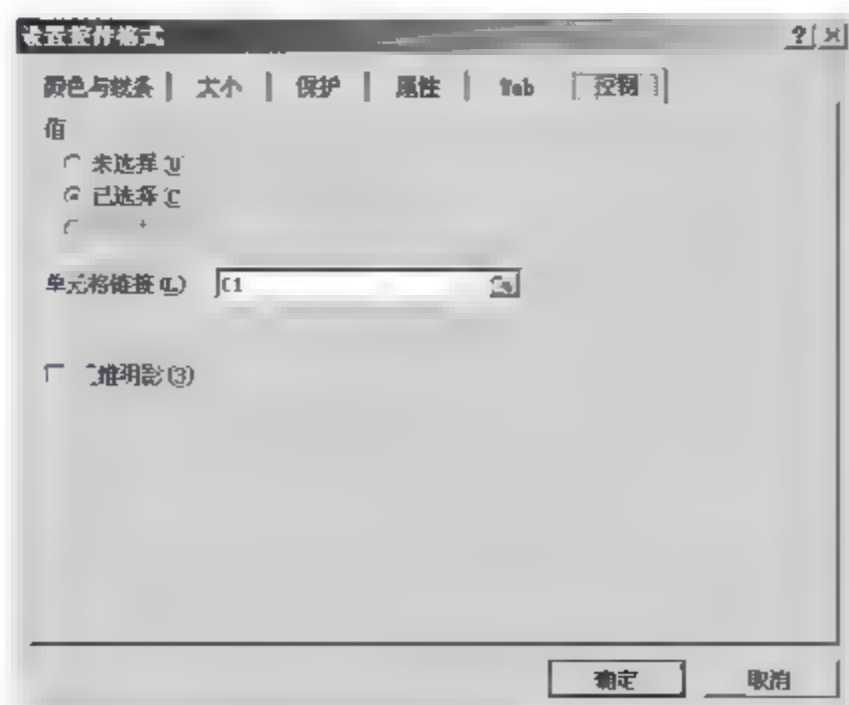 设置控件格式 ? ×
颜色与线条 大小 保护 属性 Web 控制
值
未选择 U
已选择 C
单元格链接(L) C1
三维阴影(3)
确定 取消